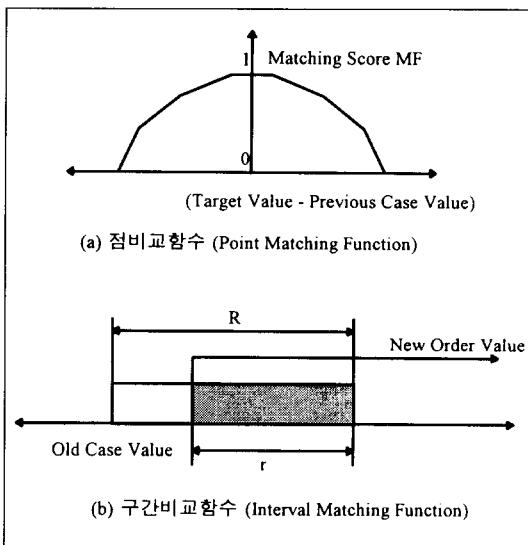 Matching Score MF
1
0
(Target Value - Previous Case Value)
(a) 점비교함수 (Point Matching Function)
R
New Order Value
Old Case Value
r
(b) 구간비교함수 (Interval Matching Function)